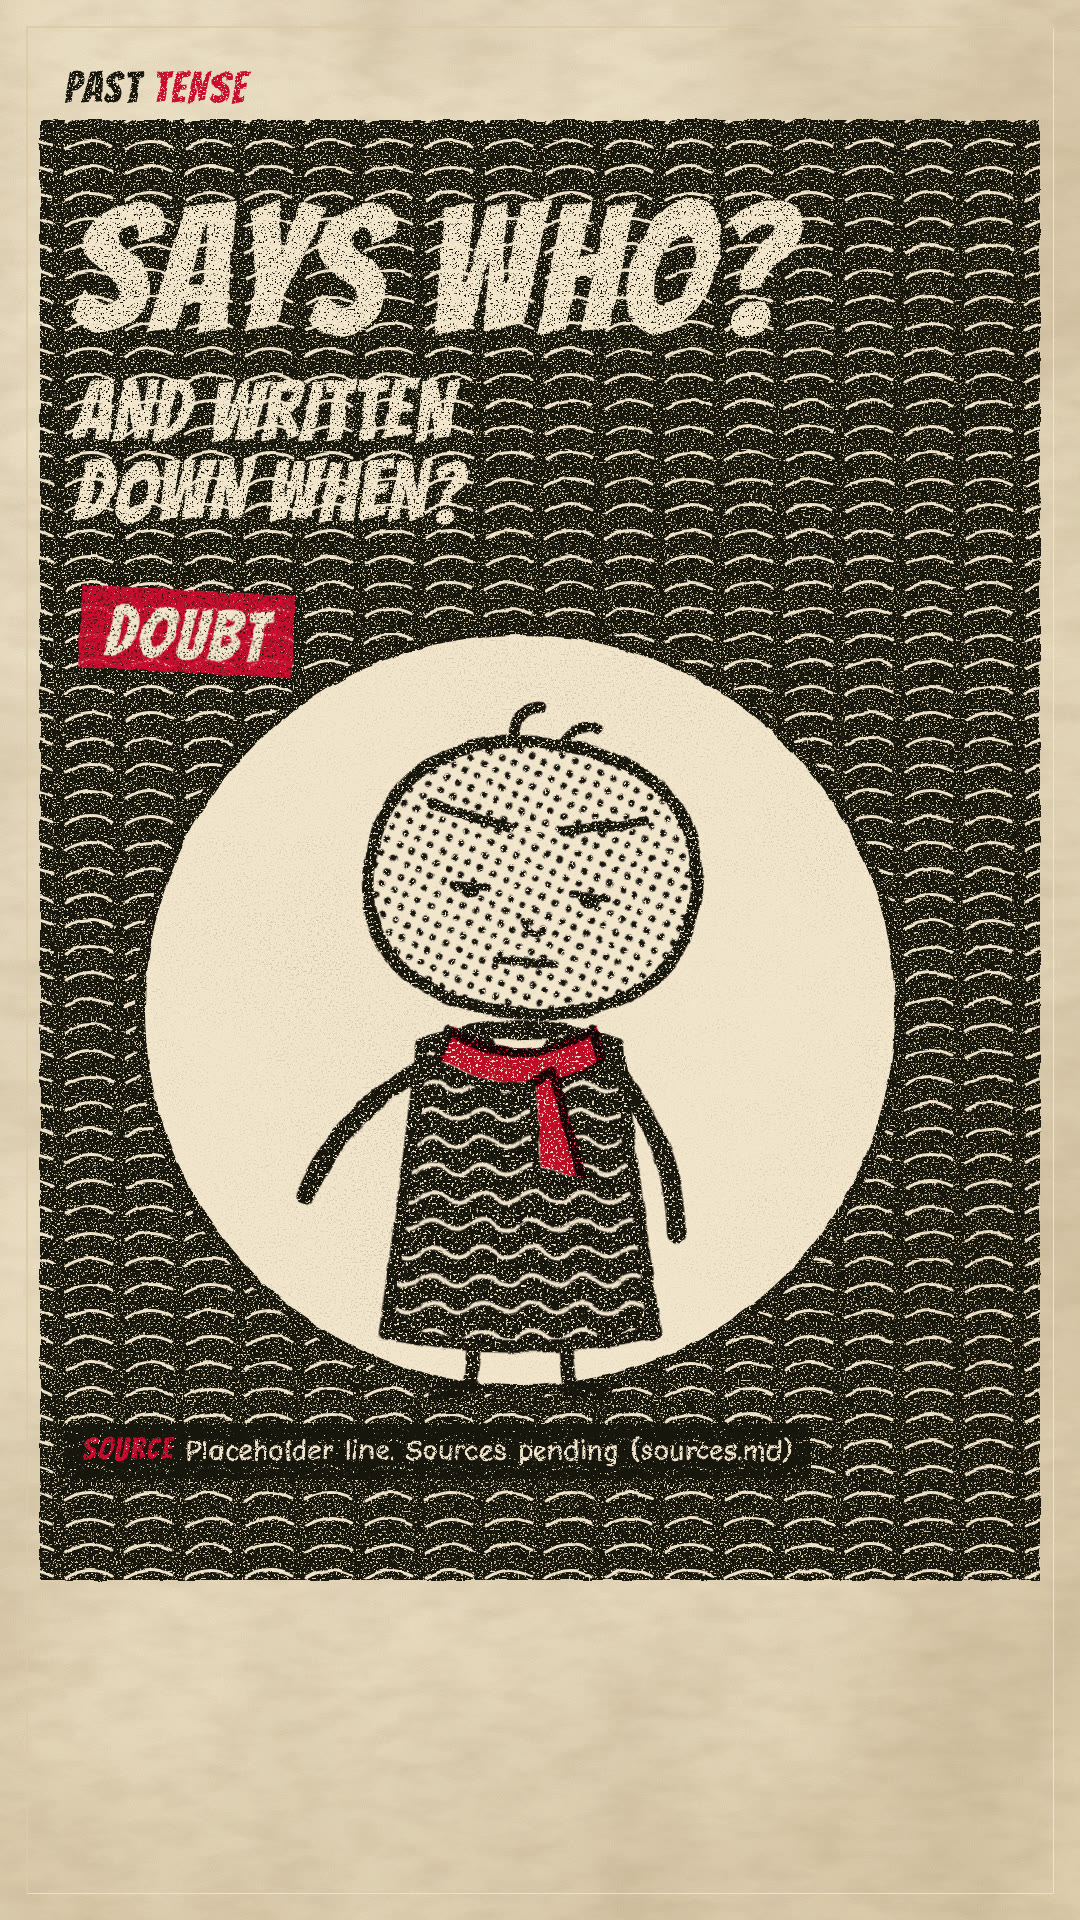 PAST TENSE
SAYS WHO?
AND WRITTEN
DOWN WHEN?
DOUBT
SOURCE Placeholder line. Sources pending (sources.md)